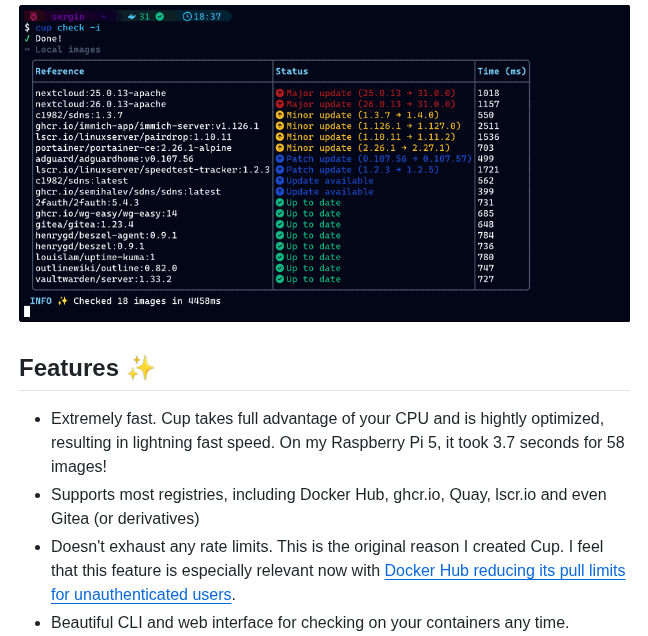 sergio ~ 31 18:37
$ cup check -i
✓ Done!
~ Local images
Reference Status Time (ms)
nextcloud:25.0.13-apache Major update (25.0.13 → 31.0.0) 1018
nextcloud:26.0.13-apache Major update (26.0.13 → 31.0.0) 1157
c1982/sdns:1.3.7 Minor update (1.3.7 → 1.4.0) 550
ghcr.io/immich-app/immich-server:v1.126.1 Minor update (1.126.1 → 1.127.0) 2511
lscr.io/linuxserver/pairdrop:1.10.11 Minor update (1.10.11 → 1.11.2) 1536
portainer/portainer-ce:2.26.1-alpine Minor update (2.26.1 → 2.27.1) 703
adguard/adguardhome:v0.107.56 Patch update (0.107.56 → 0.107.57) 499
lscr.io/linuxserver/speedtest-tracker:1.2.3 Patch update (1.2.3 → 1.2.5) 1721
c1982/sdns:latest Update available 562
ghcr.io/semihalev/sdns/sdns:latest Update available 399
2fauth/2fauth:5.4.3 Up to date 731
ghcr.io/wg-easy/wg-easy:14 Up to date 685
gitea/gitea:1.23.4 Up to date 648
henrygd/beszel-agent:0.9.1 Up to date 784
henrygd/beszel:0.9.1 Up to date 736
louislam/uptime-kuma:1 Up to date 780
outlinewiki/outline:0.82.0 Up to date 747
vaultwarden/server:1.33.2 Up to date 727
INFO ✨ Checked 18 images in 4458ms
Features ✨
• Extremely fast. Cup takes full advantage of your CPU and is hightly optimized,
resulting in lightning fast speed. On my Raspberry Pi 5, it took 3.7 seconds for 58
images!
• Supports most registries, including Docker Hub, ghcr.io, Quay, lscr.io and even
Gitea (or derivatives)
• Doesn't exhaust any rate limits. This is the original reason I created Cup. I feel
that this feature is especially relevant now with Docker Hub reducing its pull limits
for unauthenticated users.
• Beautiful CLI and web interface for checking on your containers any time.